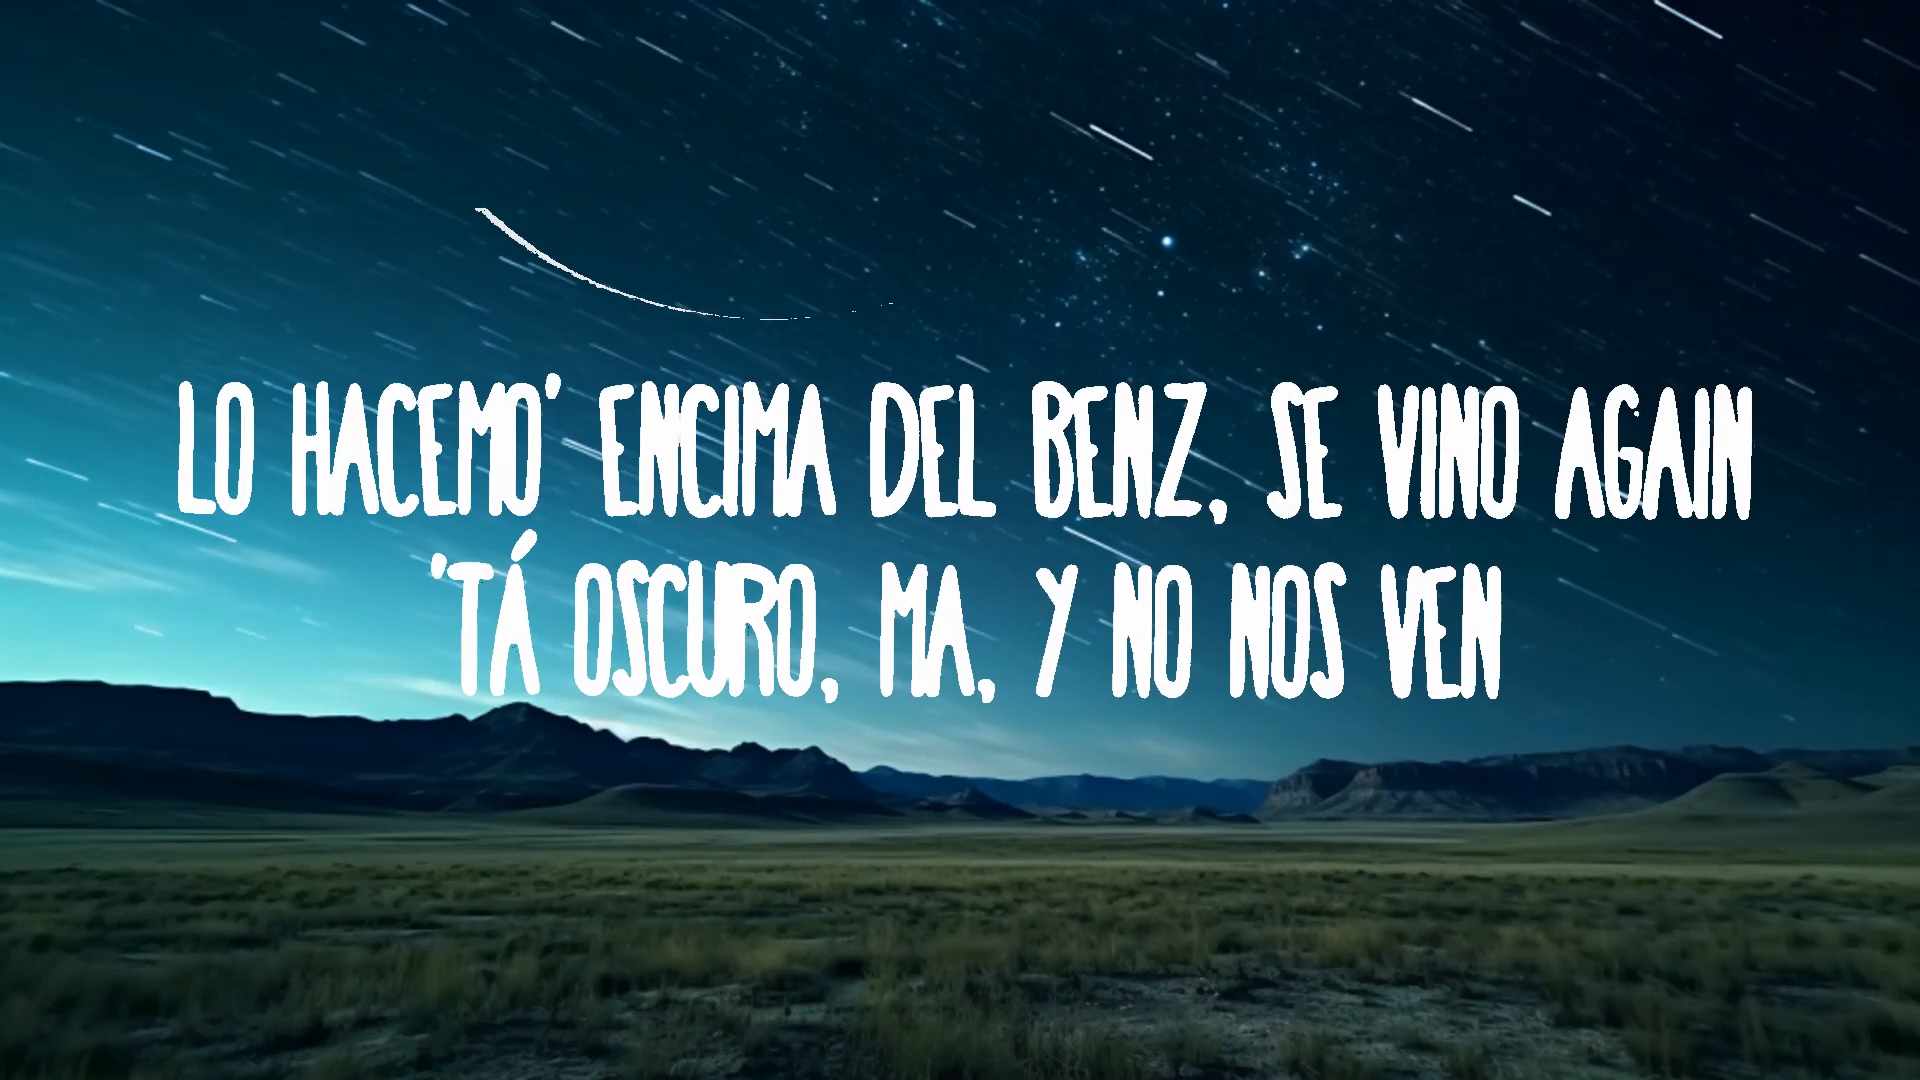 LO HACEMO' ENCIMA DEL BENZ, SE VINO AGAIN
'TÁ OSCURO, MA, Y NO NOS VEN